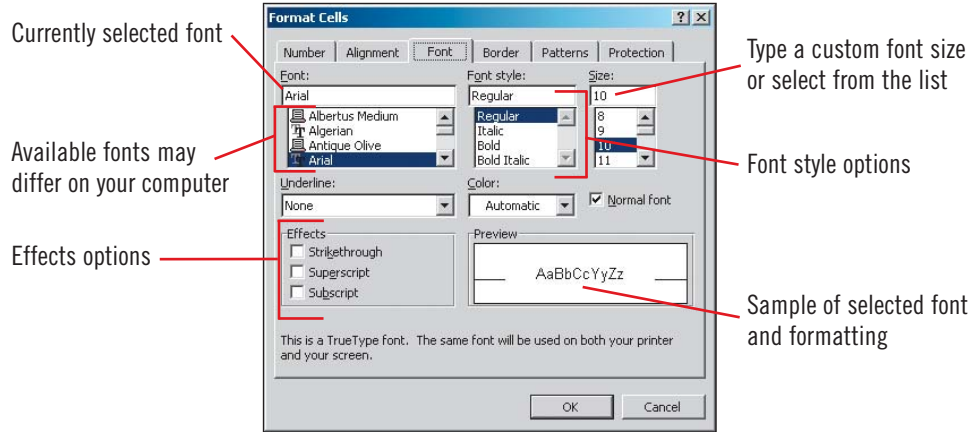 Currently selected font
Available fonts may
differ on your computer
Effects options
Format Cells
Number Alignment Font Border Patterns Protection
Font: Font style: Size:
Arial Regular 10
Albertus Medium Regular 8
Algerian Italic 9
Antique Olive Bold 10
Arial Bold Italic 11
Underline: Color:
None Automatic Normal font
Effects Preview
Strikethrough
Superscript AaBbCcYyZz
Subscript
This is a TrueType font. The same font will be used on both your printer
and your screen.
OK Cancel
Type a custom font size
or select from the list
Font style options
Sample of selected font
and formatting